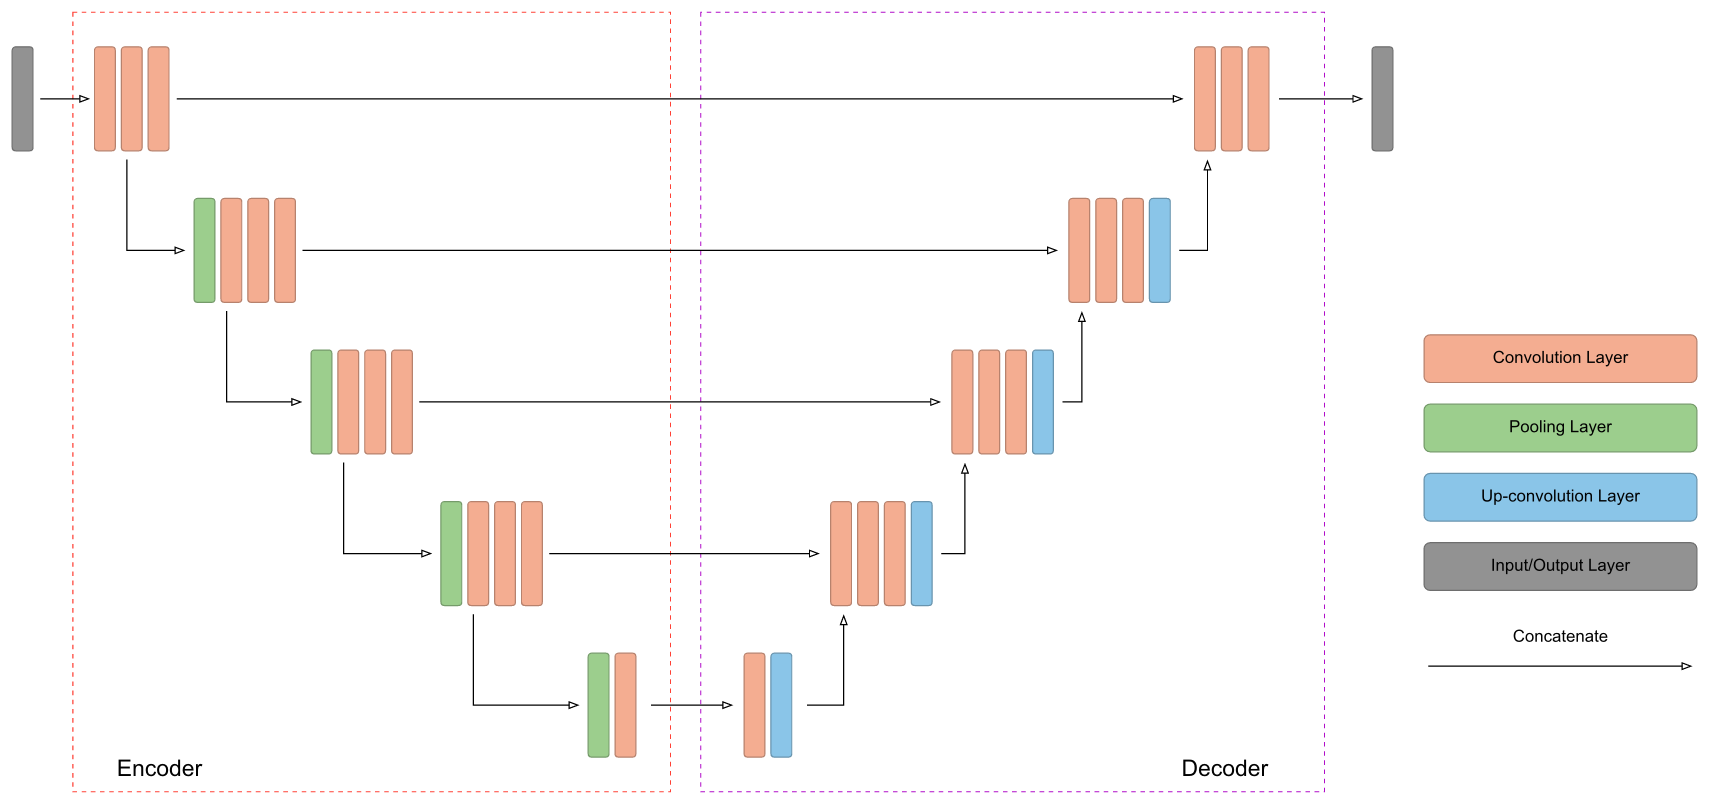 Convolution Layer
Pooling Layer
Up-convolution Layer
Input/Output Layer
Concatenate
Encoder
Decoder